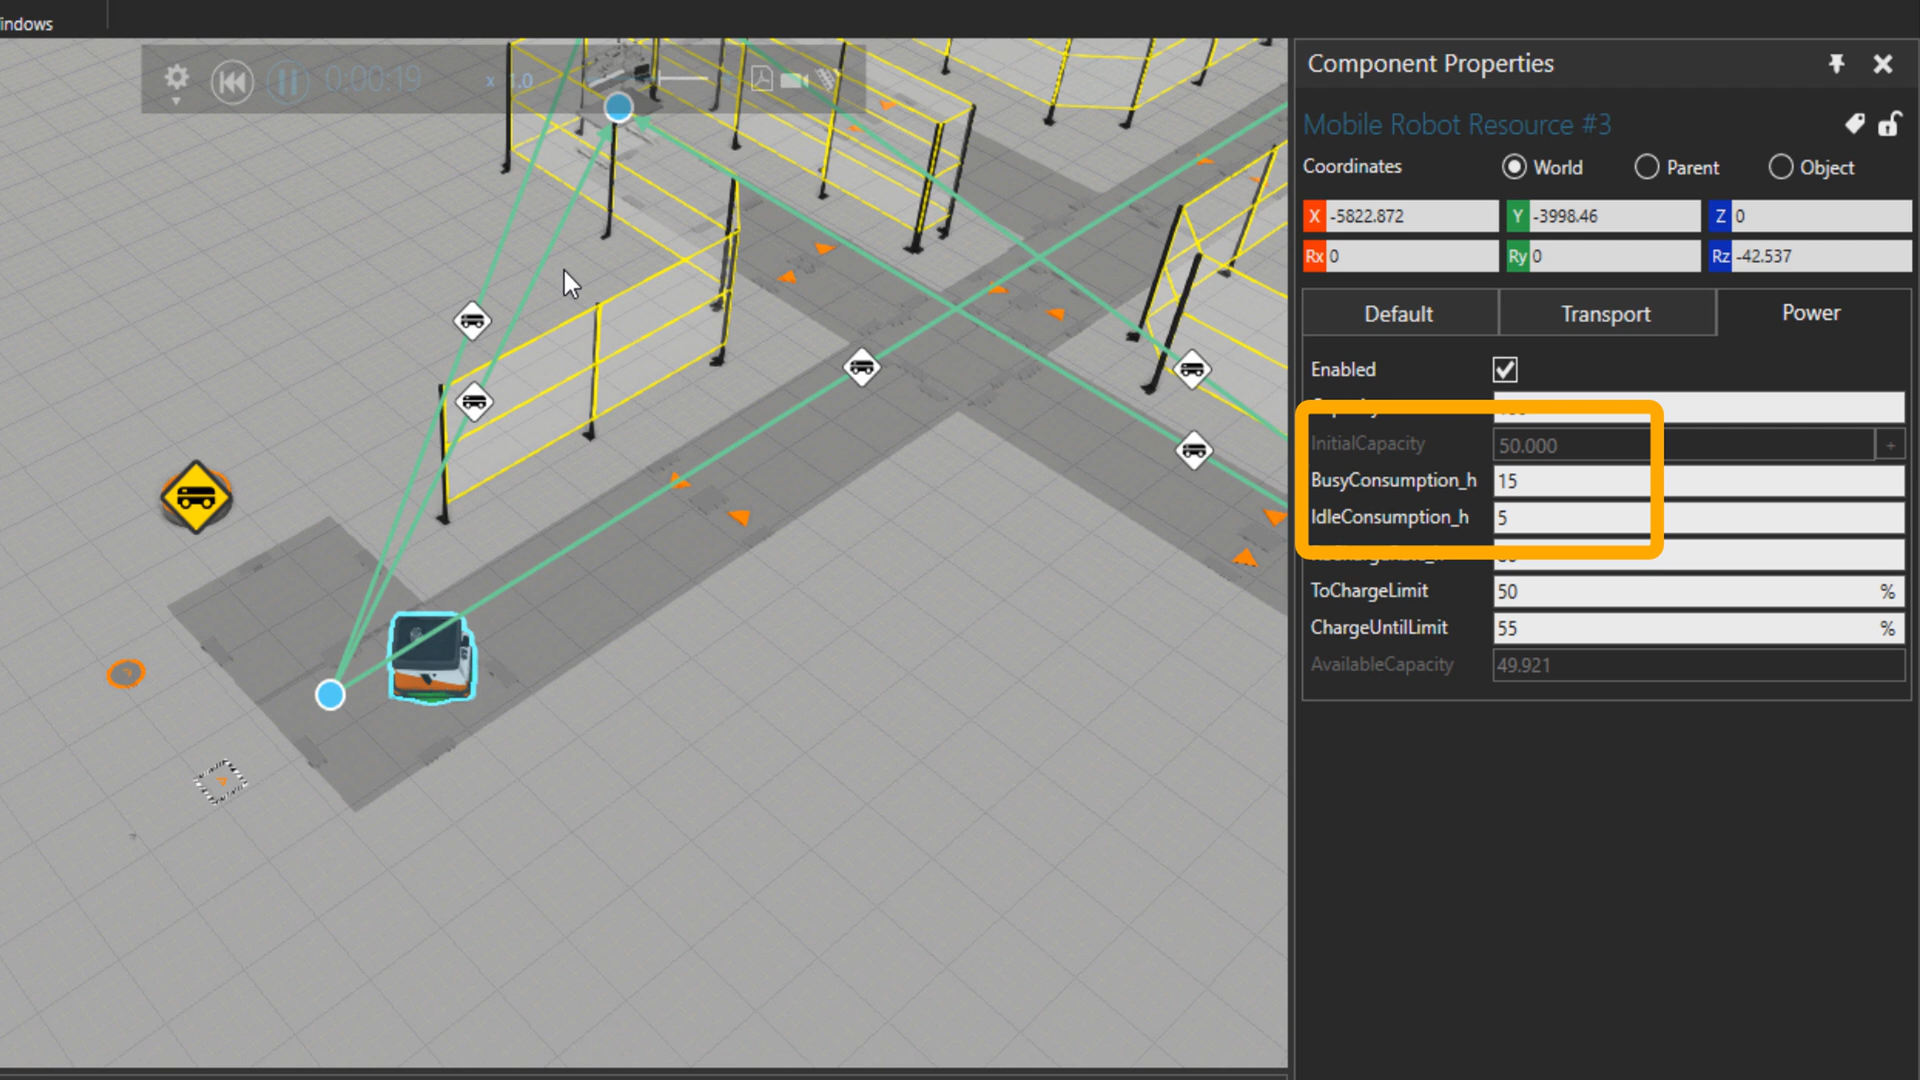 indows
0:00:19
x 1.0
Component Properties
Mobile Robot Resource #3
Coordinates
World
Parent
Object
X -5822.872
Y -3998.46
Z 0
Rx 0
Ry 0
Rz -42.537
Default
Transport
Power
Enabled
InitialCapacity 50.000
BusyConsumption_h 15
IdleConsumption_h 5
ToChargeLimit 50 %
ChargeUntilLimit 55 %
AvailableCapacity 49.921